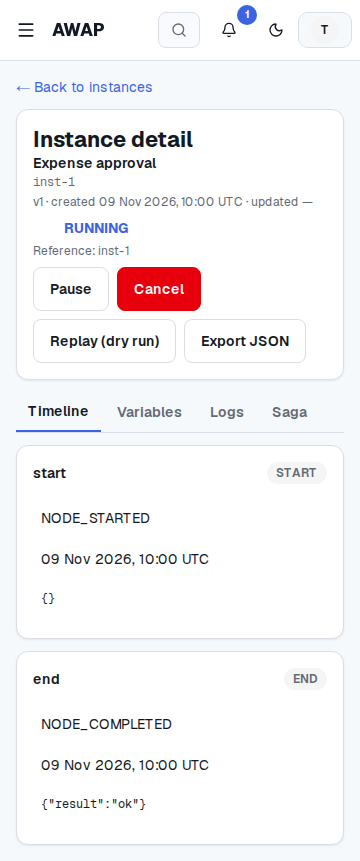 AWAP
1
T
← Back to instances
Instance detail
Expense approval
inst-1
v1 · created 09 Nov 2026, 10:00 UTC · updated —
RUNNING
Reference: inst-1
Pause
Cancel
Replay (dry run)
Export JSON
Timeline Variables Logs Saga
start START
NODE_STARTED
09 Nov 2026, 10:00 UTC
{}
end END
NODE_COMPLETED
09 Nov 2026, 10:00 UTC
{"result":"ok"}